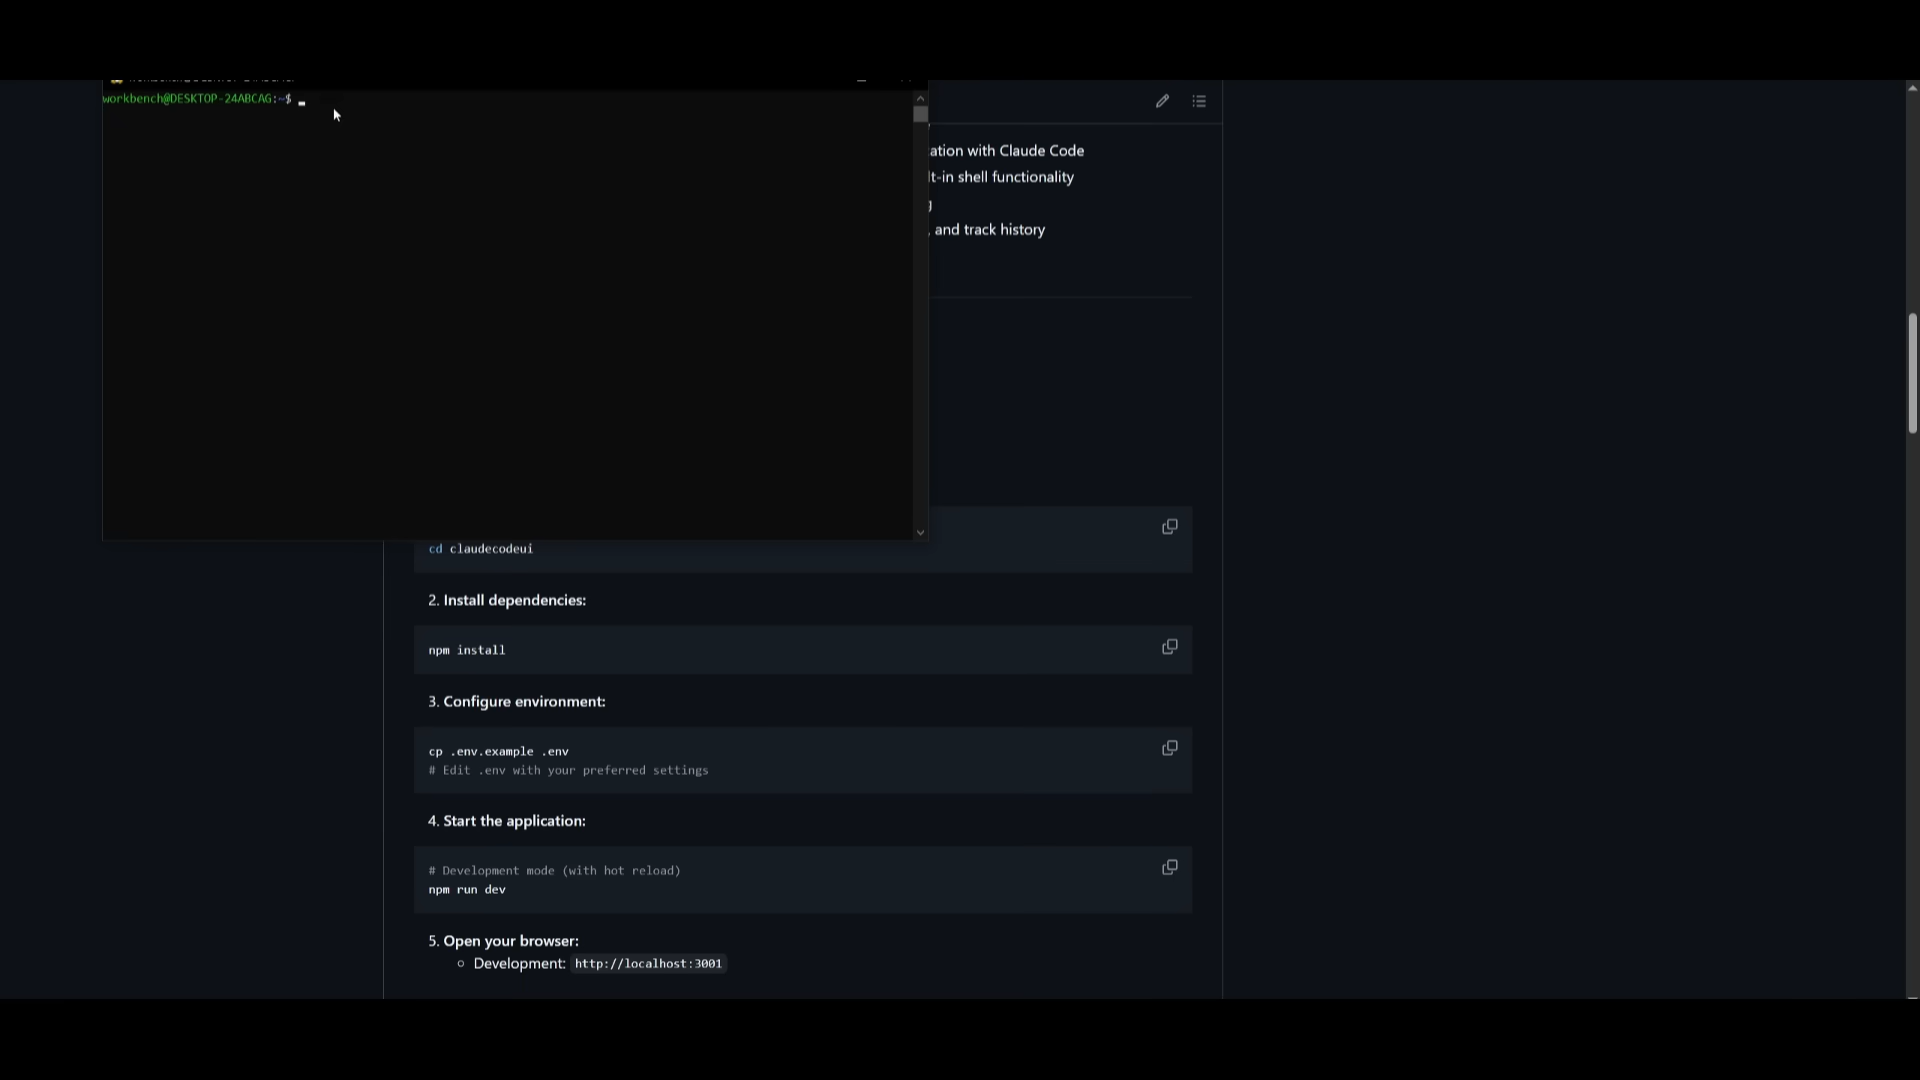 workbench@DESKTOP-24ABCAG:~$
ation with Claude Code
lt-in shell functionality
g
, and track history
cd claudecodeui
2. Install dependencies:
npm install
3. Configure environment:
cp .env.example .env
# Edit .env with your preferred settings
4. Start the application:
# Development mode (with hot reload)
npm run dev
5. Open your browser:
Development: http://localhost:3001